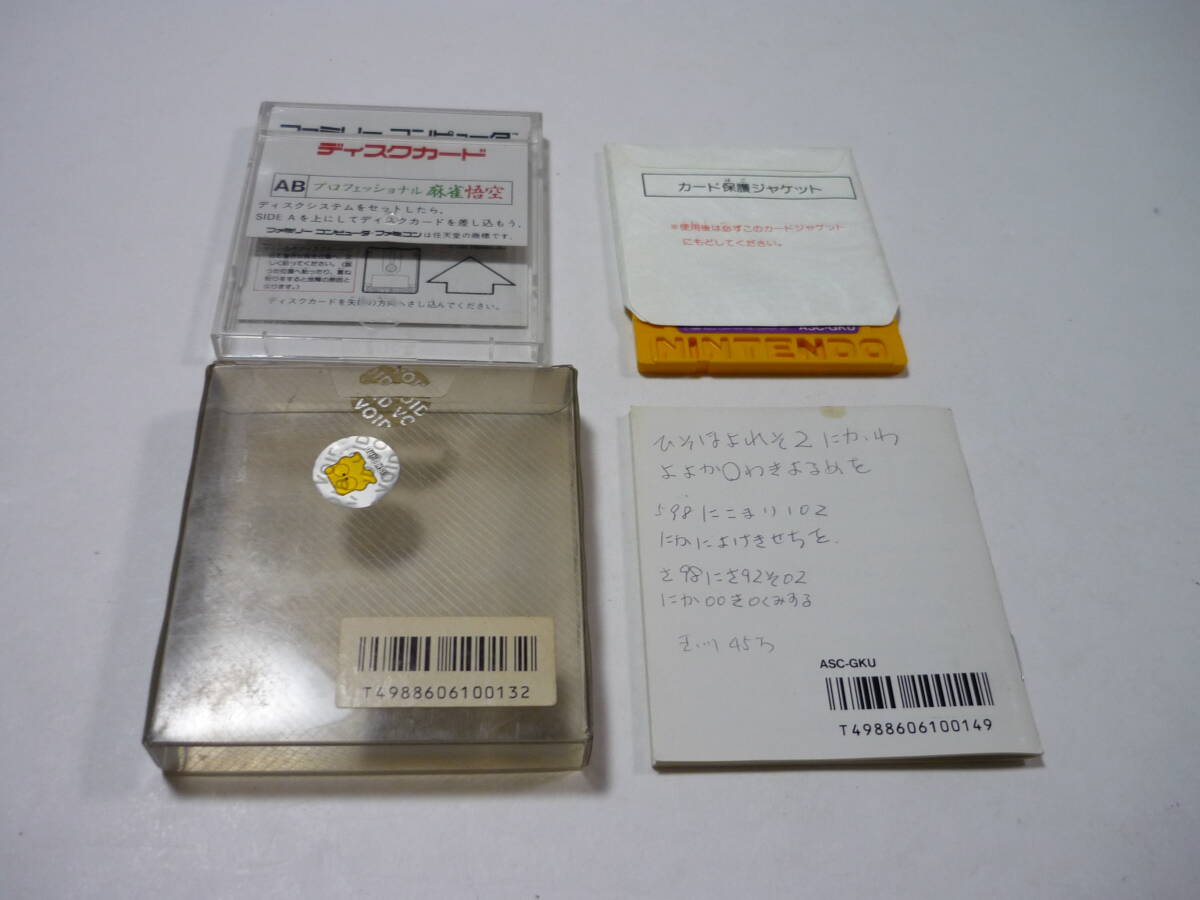 ファミリー コンピュータ™
ディスクカード
AB プロフェッショナル 麻雀悟空
ディスクシステムをセットしたら、
SIDE Aを上にしてディスクカードを差し込もう。
ファミリー コンピュータ ファミコンは任天堂の商標です。
ディスクカードを矢印の方向へさし込んでください。
カード保護ジャケット
※使用後は必ずこのカードジャケット
にもどしてください。
ASC-GKU
NINTENDO
VOID
T4988606100132
ひそほよれそ2にかわ
よよか0わきよるめを
598にこまり102
にかによけきせちを
さ98にさ92その2
にか00さ0くみする
ASC-GKU
T4988606100149